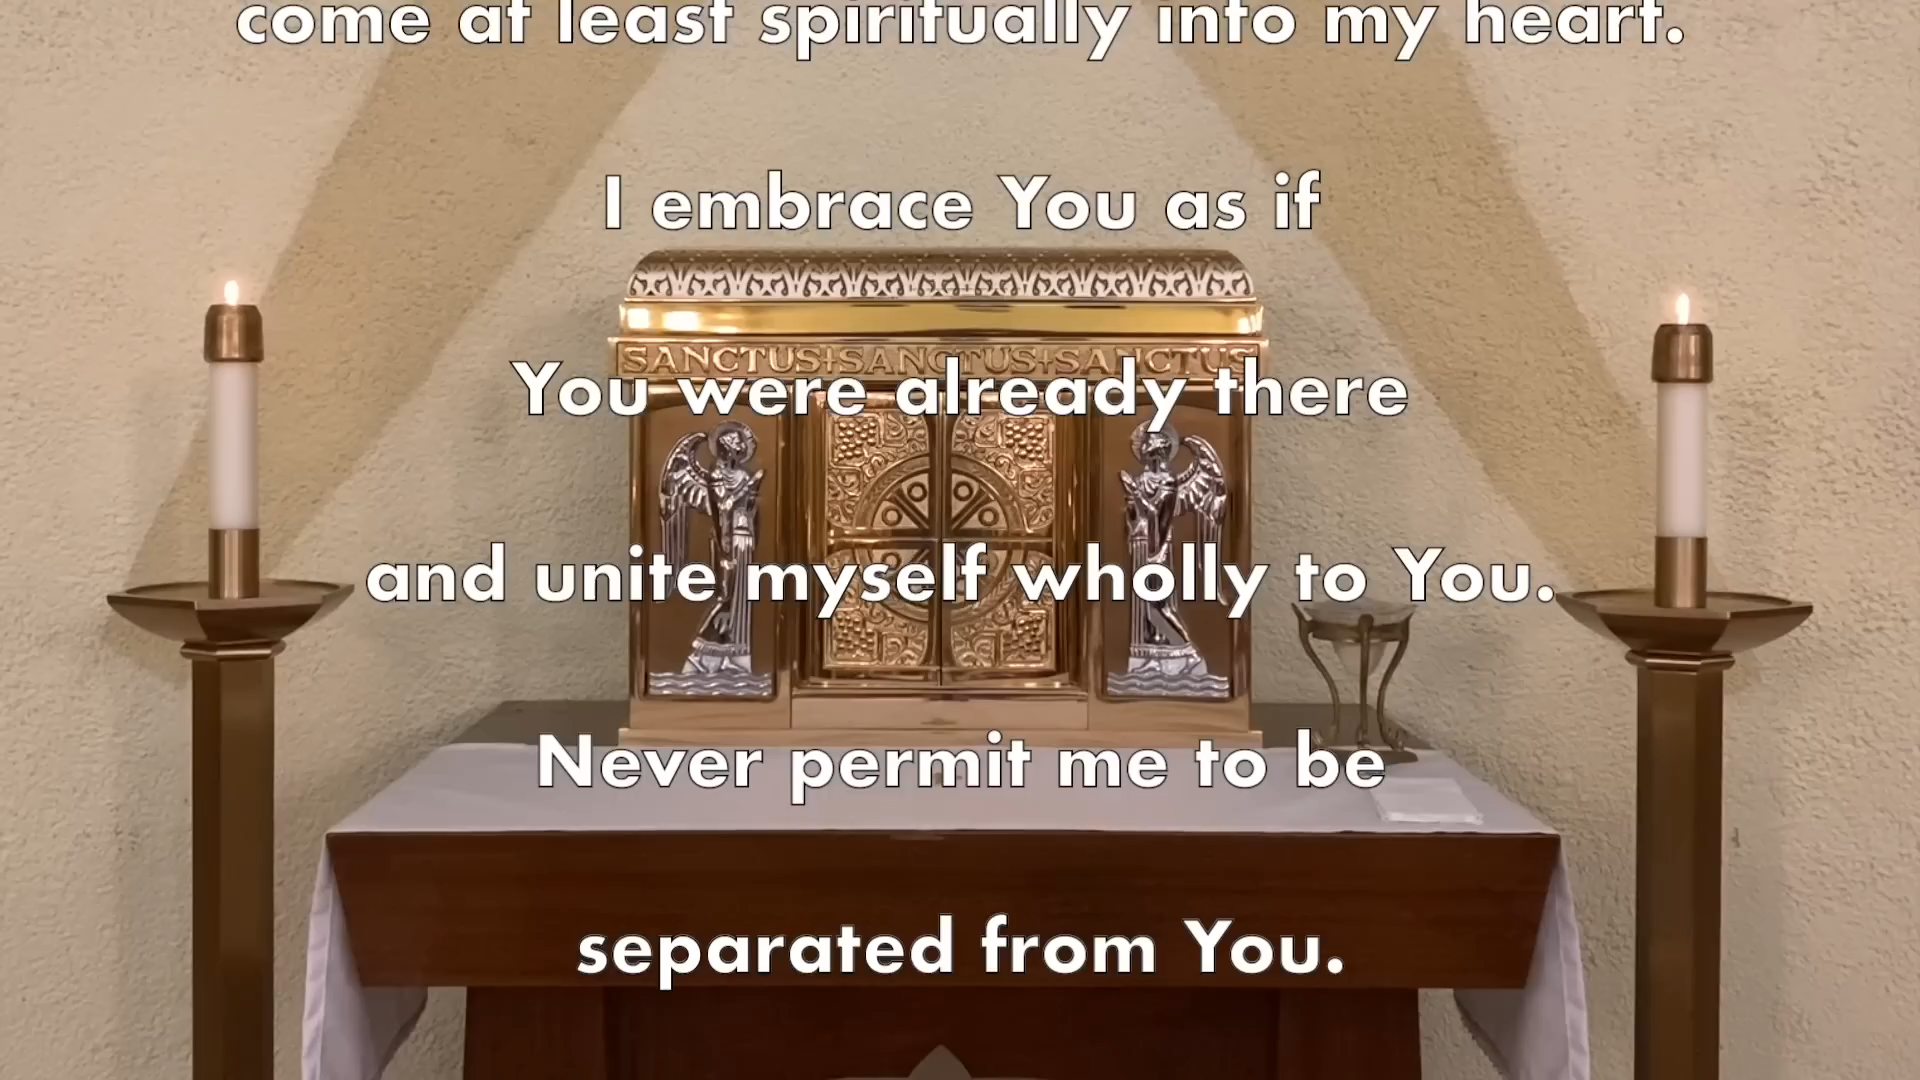 come at least spiritually into my heart.
I embrace You as if
SANCTUS+SANCTUS+SANCTUS
You were already there
and unite myself wholly to You.
Never permit me to be
separated from You.